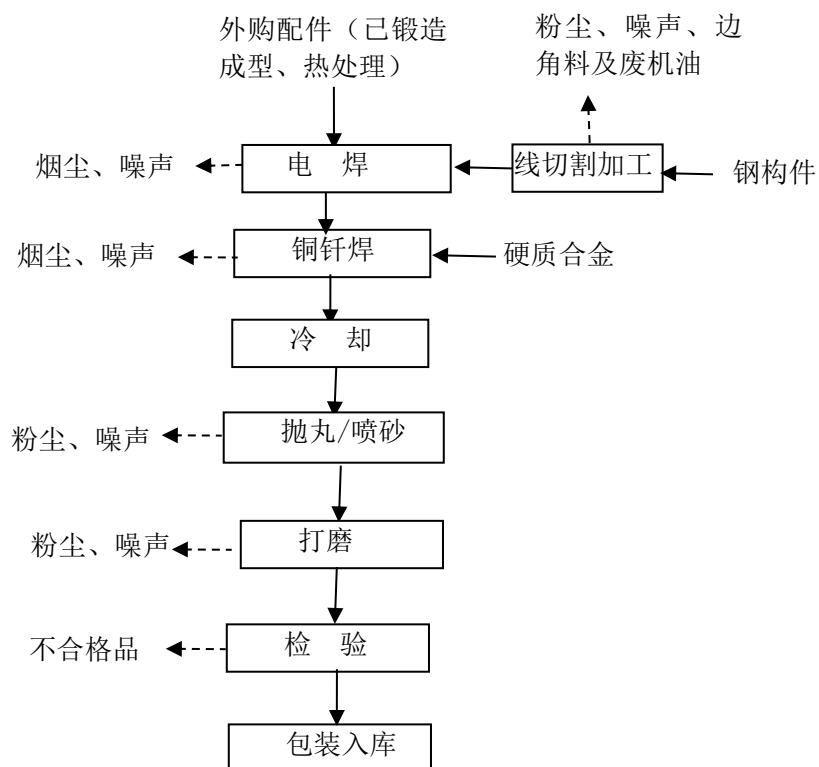 外购配件（已锻造
成型、热处理）
粉尘、噪声、边
角料及废机油
烟尘、噪声
电 焊
线切割加工
钢构件
烟尘、噪声
铜钎焊
硬质合金
冷 却
粉尘、噪声
抛丸/喷砂
粉尘、噪声
打磨
不合格品
检 验
包装入库